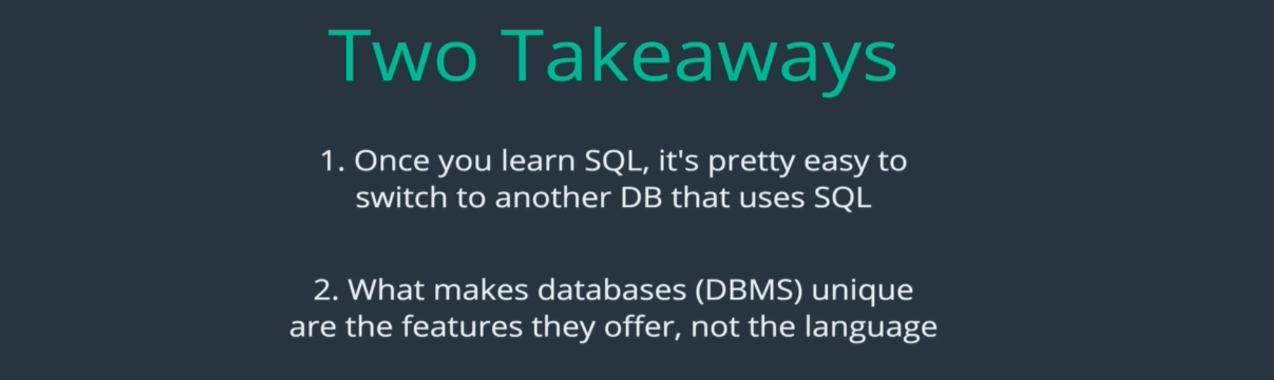 Two Takeaways
1. Once you learn SQL, it's pretty easy to
switch to another DB that uses SQL
2. What makes databases (DBMS) unique
are the features they offer, not the language